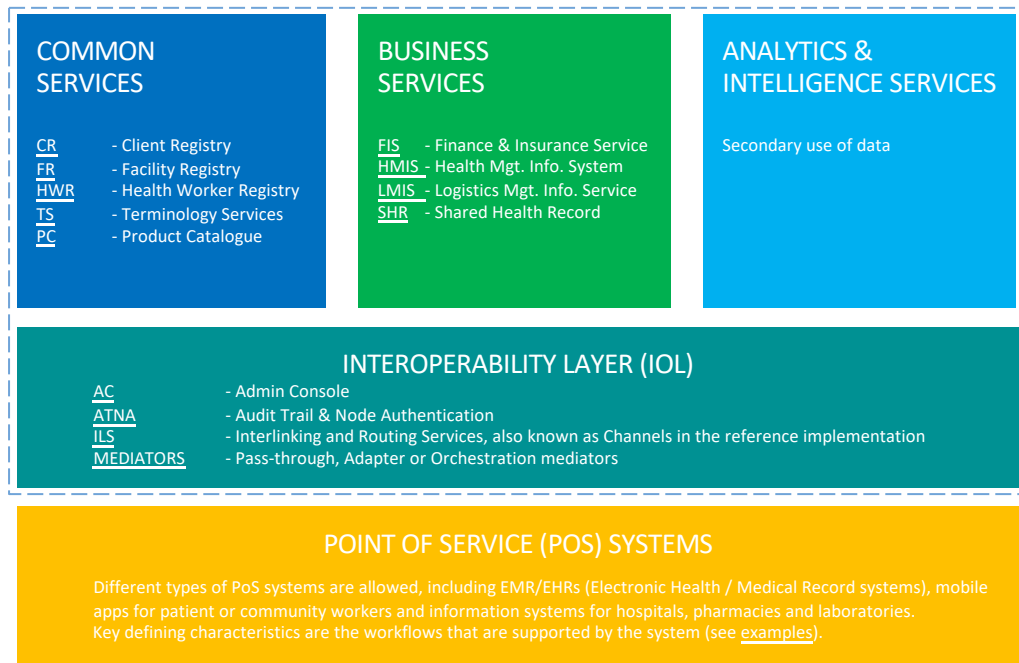 COMMON
SERVICES
CR - Client Registry
FR - Facility Registry
HWR - Health Worker Registry
TS - Terminology Services
PC - Product Catalogue
BUSINESS
SERVICES
FIS - Finance & Insurance Service
HMIS - Health Mgt. Info. System
LMIS - Logistics Mgt. Info. Service
SHR - Shared Health Record
ANALYTICS &
INTELLIGENCE SERVICES
Secondary use of data
INTEROPERABILITY LAYER (IOL)
AC - Admin Console
ATNA - Audit Trail & Node Authentication
ILS - Interlinking and Routing Services, also known as Channels in the reference implementation
MEDIATORS - Pass-through, Adapter or Orchestration mediators
POINT OF SERVICE (POS) SYSTEMS
Different types of PoS systems are allowed, including EMR/EHRs (Electronic Health / Medical Record systems), mobile
apps for patient or community workers and information systems for hospitals, pharmacies and laboratories.
Key defining characteristics are the workflows that are supported by the system (see examples).